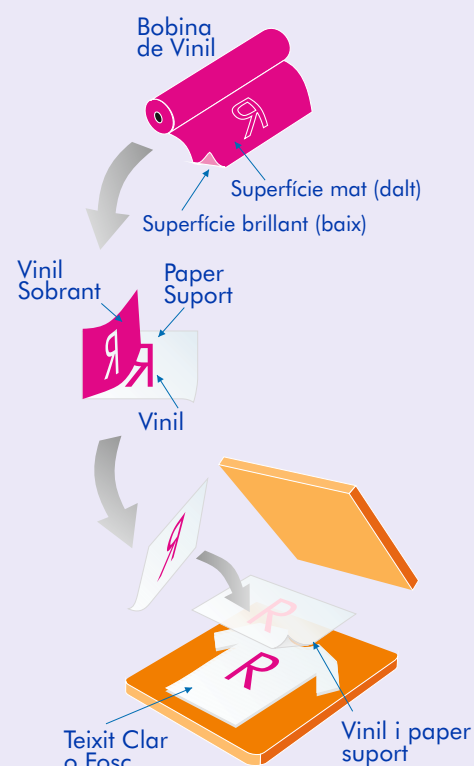 Bobina
de Vinil
Superfície mat (dalt)
Superfície brillant (baix)
Vinil
Sobrant
Paper
Suport
Vinil
Teixit Clar
o Fosc
Vinil i paper
suport